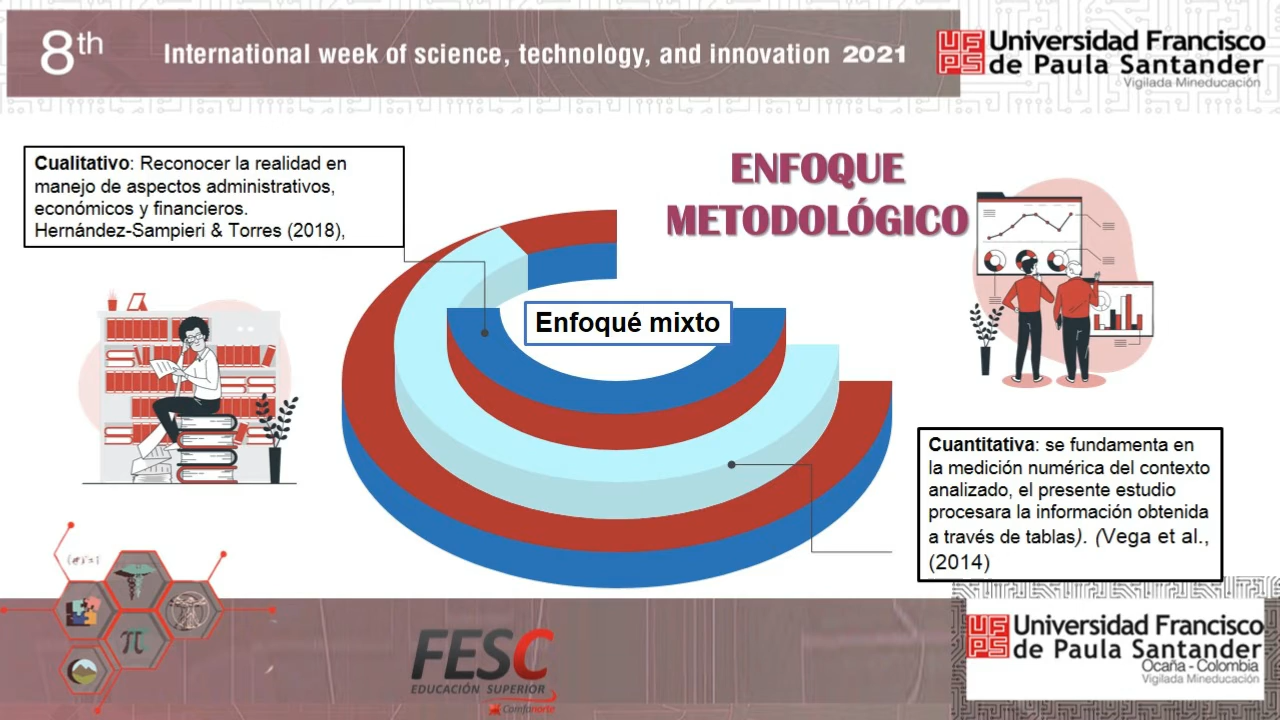 8th
International week of science, technology, and innovation 2021
UFPS
Universidad Francisco
de Paula Santander
Vigilada Mineducación
Cualitativo: Reconocer la realidad en
manejo de aspectos administrativos,
económicos y financieros.
Hernández-Sampieri & Torres (2018),
ENFOQUE
METODOLÓGICO
Enfoqué mixto
Cuantitativa: se fundamenta en
la medición numérica del contexto
analizado, el presente estudio
procesara la información obtenida
a través de tablas). (Vega et al.,
(2014)
π
FESC
EDUCACIÓN SUPERIOR
Comfanorte
UFPS
Universidad Francisco
de Paula Santander
Ocaña - Colombia
Vigilada Mineducación